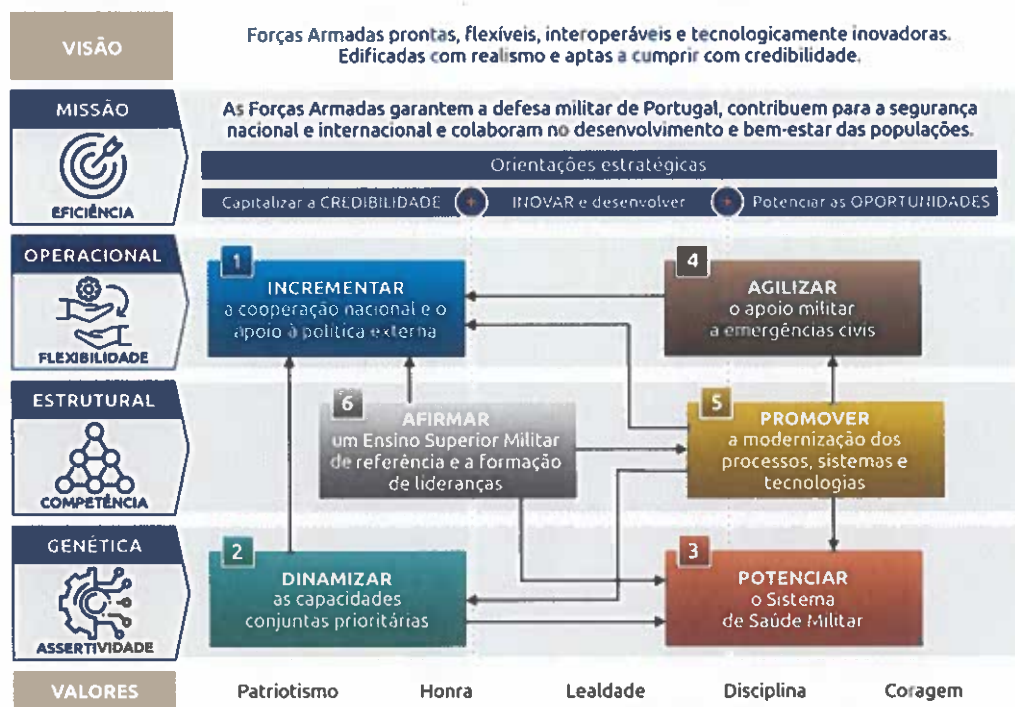 VISÃO
Forças Armadas prontas, flexíveis, interoperáveis e tecnologicamente inovadoras.
Edificadas com realismo e aptas a cumprir com credibilidade.
MISSÃO
EFICIÊNCIA
As Forças Armadas garantem a defesa militar de Portugal, contribuem para a segurança
nacional e internacional e colaboram no desenvolvimento e bem-estar das populações.
Orientações estratégicas
Capitalizar a CREDIBILIDADE + INOVAR e desenvolver + Potenciar as OPORTUNIDADES
OPERACIONAL
FLEXIBILIDADE
1
INCREMENTAR
a cooperação nacional e o
apoio à política externa
4
AGILIZAR
o apoio militar
a emergências civis
ESTRUTURAL
COMPETÊNCIA
6
AFIRMAR
um Ensino Superior Militar
de referência e a formação
de lideranças
5
PROMOVER
a modernização dos
processos, sistemas e
tecnologias
GENÉTICA
ASSERTIVIDADE
2
DINAMIZAR
as capacidades
conjuntas prioritárias
3
POTENCIAR
o Sistema
de Saúde Militar
VALORES
Patriotismo Honra Lealdade Disciplina Coragem